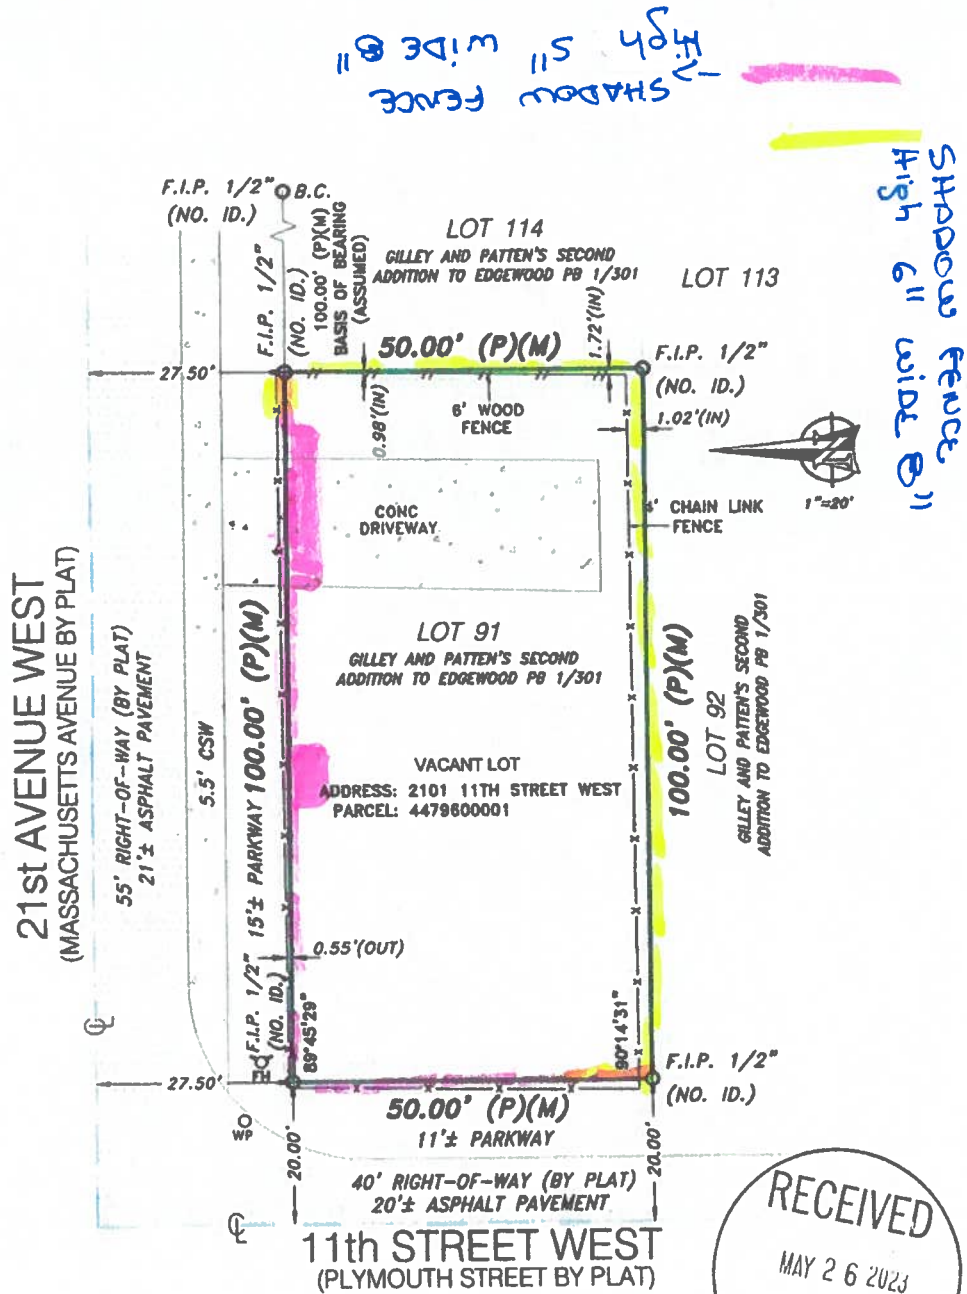 SHADOW FENCE
High 5" WIDE 8"
SHADOW FENCE
High 6" WIDE 8"
F.I.P. 1/2"
(NO. ID.)
B.C.
F.I.P. 1/2"
(NO. ID.)
100.00' (P)(M)
BASIS OF BEARING
(ASSUMED)
LOT 114
GILLEY AND PATTEN'S SECOND
ADDITION TO EDGEWOOD PB 1/301
LOT 113
50.00' (P)(M)
1.72'(IN)
F.I.P. 1/2"
(NO. ID.)
27.50'
0.98'(IN)
6' WOOD
FENCE
1.02'(IN)
N
1"=20'
CONC
DRIVEWAY
4' CHAIN LINK
FENCE
21st AVENUE WEST
(MASSACHUSETTS AVENUE BY PLAT)
55' RIGHT-OF-WAY (BY PLAT)
21'± ASPHALT PAVEMENT
5.5' CSW
15'± PARKWAY
100.00' (P)(M)
LOT 91
GILLEY AND PATTEN'S SECOND
ADDITION TO EDGEWOOD PB 1/301
VACANT LOT
ADDRESS: 2101 11TH STREET WEST
PARCEL: 4479600001
100.00' (P)(M)
LOT 92
GILLEY AND PATTEN'S SECOND
ADDITION TO EDGEWOOD PB 1/301
0.55'(OUT)
F.I.P. 1/2"
(NO. ID.)
89°45'29"
90°14'31"
F.I.P. 1/2"
(NO. ID.)
27.50'
WP
50.00' (P)(M)
11'± PARKWAY
20.00'
20.00'
40' RIGHT-OF-WAY (BY PLAT)
20'± ASPHALT PAVEMENT
11th STREET WEST
(PLYMOUTH STREET BY PLAT)
RECEIVED
MAY 26 2023